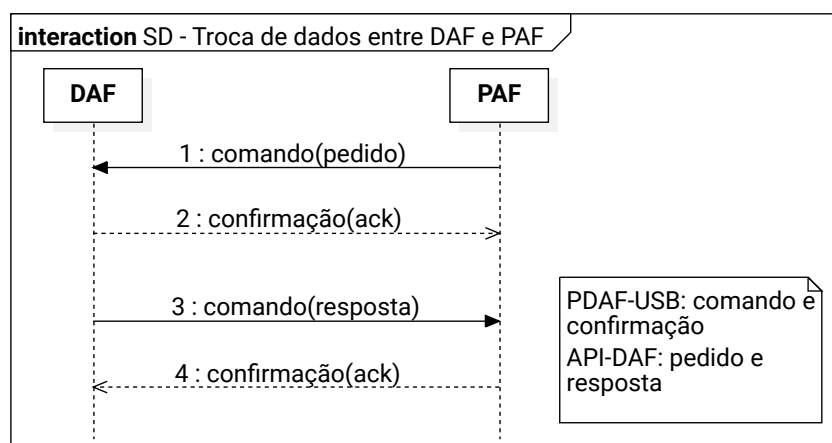 interaction SD - Troca de dados entre DAF e PAF
DAF
PAF
1 : comando(pedido)
2 : confirmação(ack)
3 : comando(resposta)
4 : confirmação(ack)
PDAF-USB: comando e
confirmação
API-DAF: pedido e
resposta